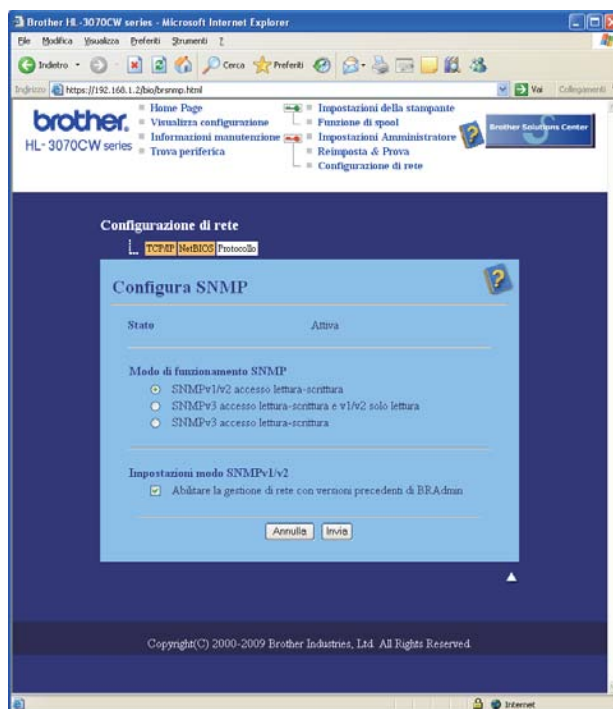 Brother HL-3070CW series - Microsoft Internet Explorer
File Modifica Visualizza Preferiti Strumenti ?
Indietro Cerca Preferiti
Indirizzo https://192.168.1.2/bio/brsnmp.html Vai Collegamenti
brother.
HL-3070CW series
Home Page
Visualizza configurazione
Informazioni manutenzione
Trova periferica
Impostazioni della stampante
Funzione di spool
Impostazioni Amministratore
Reimposta & Prova
Configurazione di rete
Brother Solutions Center
Configurazione di rete
TCP/IP NetBIOS Protocollo
Configura SNMP
Stato Attiva
Modo di funzionamento SNMP
SNMPv1/v2 accesso lettura-scrittura
SNMPv3 accesso lettura-scrittura e v1/v2 solo lettura
SNMPv3 accesso lettura-scrittura
Impostazioni modo SNMPv1/v2
Abilitare la gestione di rete con versioni precedenti di BRAdmin
Annulla Invia
Copyright(C) 2000-2009 Brother Industries, Ltd. All Rights Reserved.
Internet